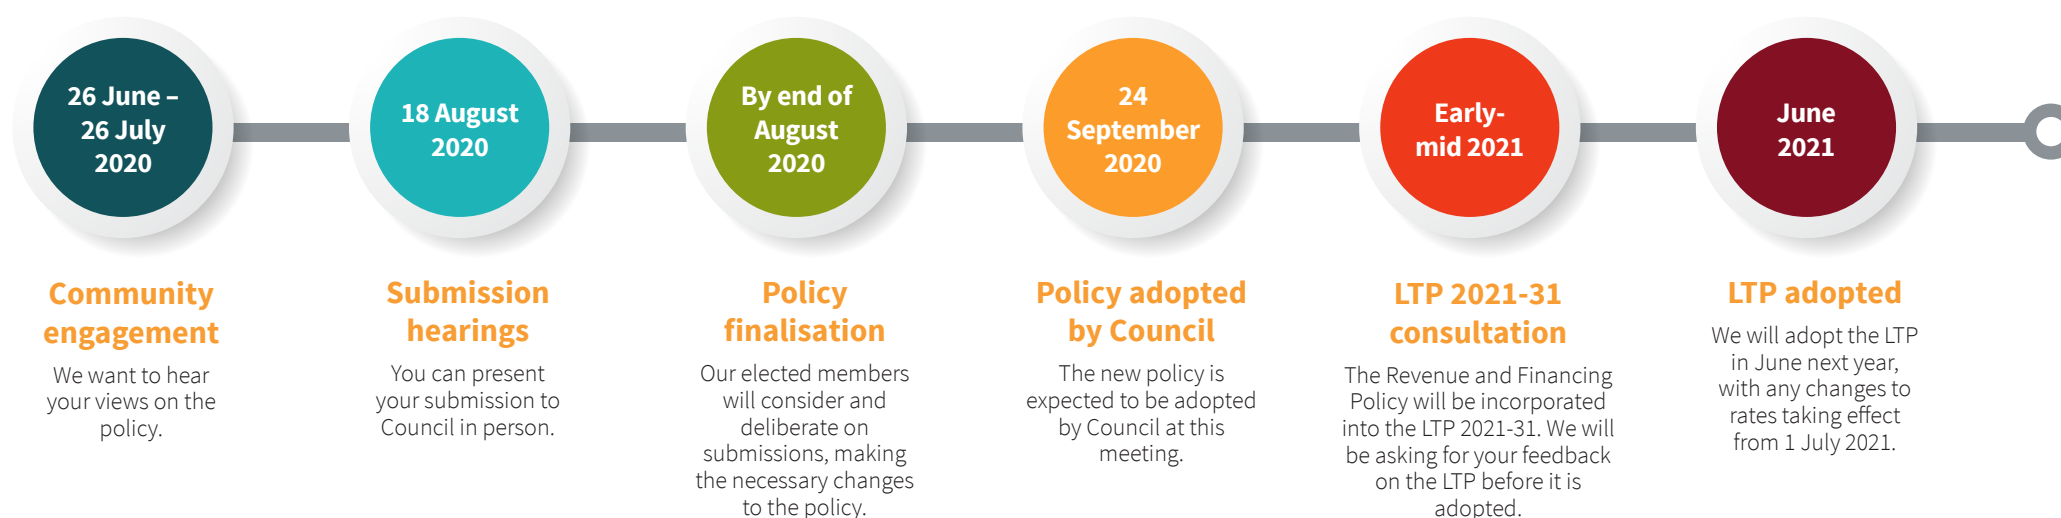 26 June –
26 July
2020
Community
engagement
We want to hear
your views on the
policy.
18 August
2020
Submission
hearings
You can present
your submission to
Council in person.
By end of
August
2020
Policy
finalisation
Our elected members
will consider and
deliberate on
submissions, making
the necessary changes
to the policy.
24
September
2020
Policy adopted
by Council
The new policy is
expected to be adopted
by Council at this
meeting.
Early-
mid 2021
LTP 2021-31
consultation
The Revenue and Financing
Policy will be incorporated
into the LTP 2021-31. We will
be asking for your feedback
on the LTP before it is
adopted.
June
2021
LTP adopted
We will adopt the LTP
in June next year,
with any changes to
rates taking effect
from 1 July 2021.